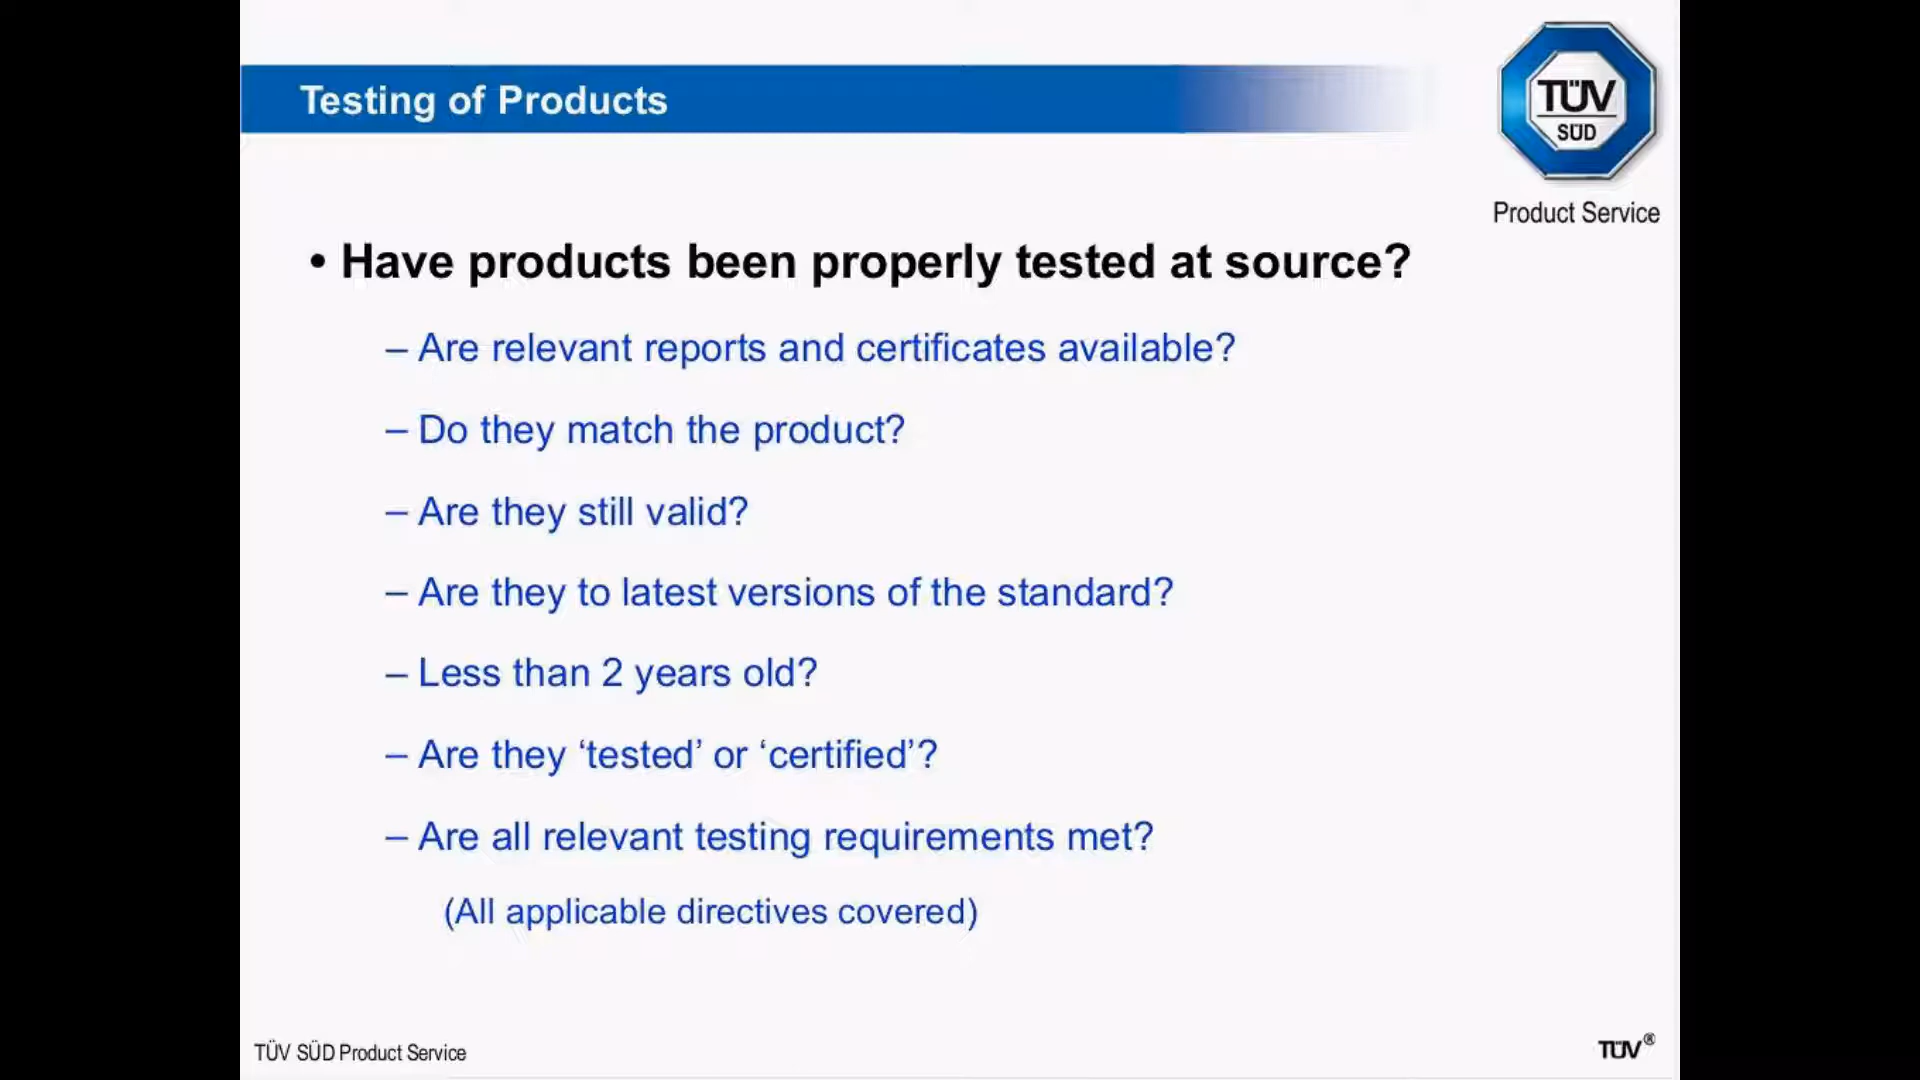 Testing of Products
TÜV
SÜD
Product Service
• Have products been properly tested at source?
– Are relevant reports and certificates available?
– Do they match the product?
– Are they still valid?
– Are they to latest versions of the standard?
– Less than 2 years old?
– Are they ‘tested’ or ‘certified’?
– Are all relevant testing requirements met?
(All applicable directives covered)
TÜV SÜD Product Service
TÜV®